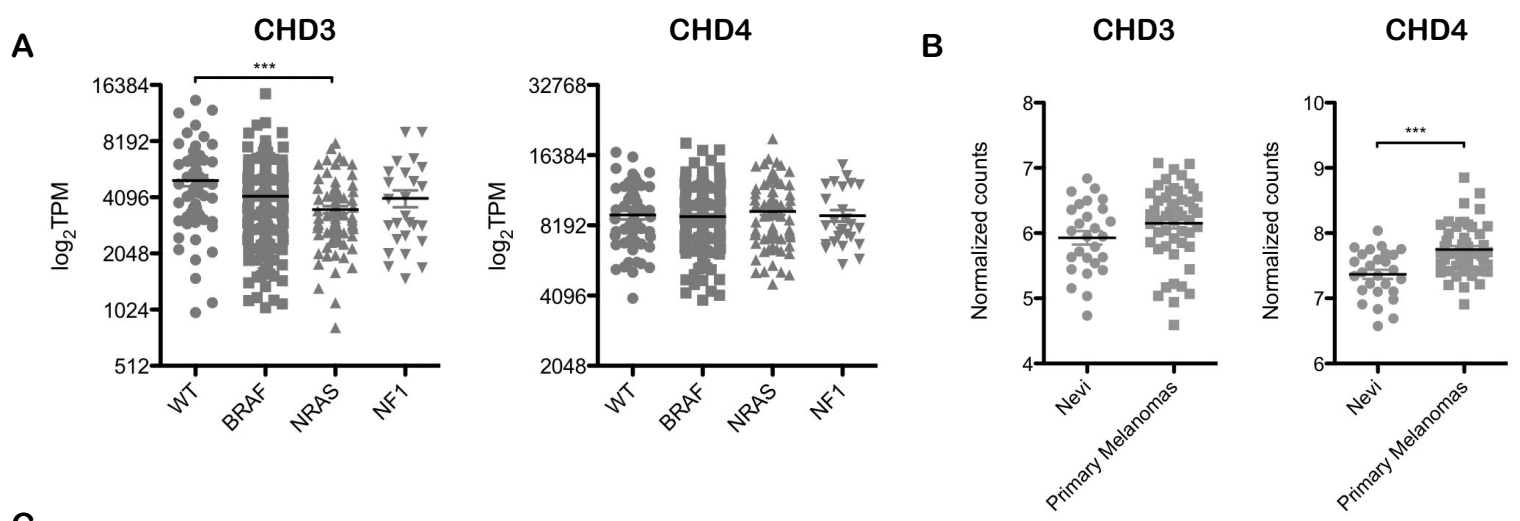 A
CHD3
***
log2TPM
16384
8192
4096
2048
1024
512
WT
BRAF
NRAS
NF1
CHD4
log2TPM
32768
16384
8192
4096
2048
WT
BRAF
NRAS
NF1
B
CHD3
Normalized counts
8
7
6
5
4
Nevi
Primary Melanomas
CHD4
***
Normalized counts
10
9
8
7
6
Nevi
Primary Melanomas